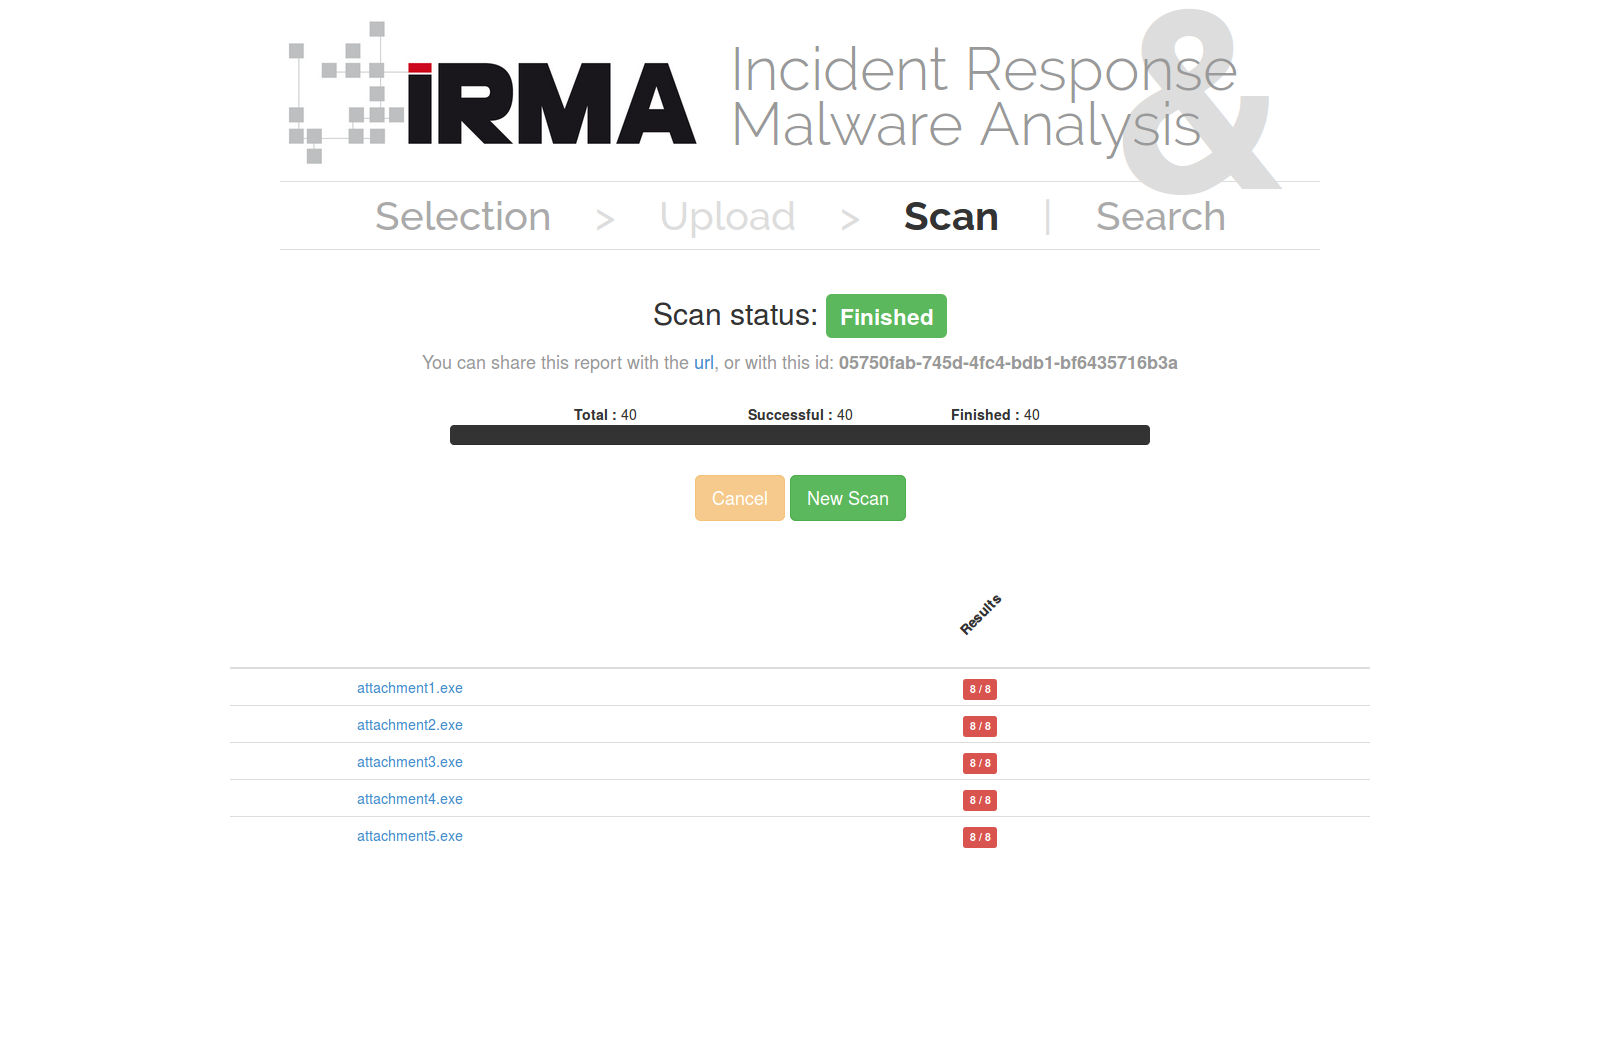 iRMA
Incident Response &
Malware Analysis
Selection > Upload > Scan | Search
Scan status: Finished
You can share this report with the url, or with this id: 05750fab-745d-4fc4-bdb1-bf6435716b3a
Total : 40 Successful : 40 Finished : 40
Cancel New Scan
Results
attachment1.exe 8 / 8
attachment2.exe 8 / 8
attachment3.exe 8 / 8
attachment4.exe 8 / 8
attachment5.exe 8 / 8